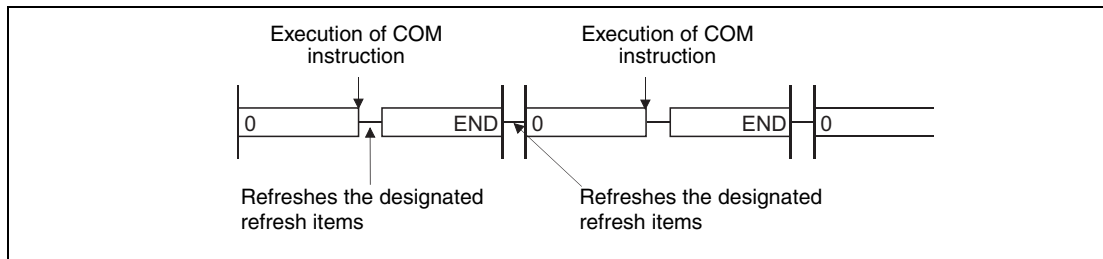 Execution of COM
instruction
Execution of COM
instruction
0
END
0
END
0
Refreshes the designated
refresh items
Refreshes the designated
refresh items